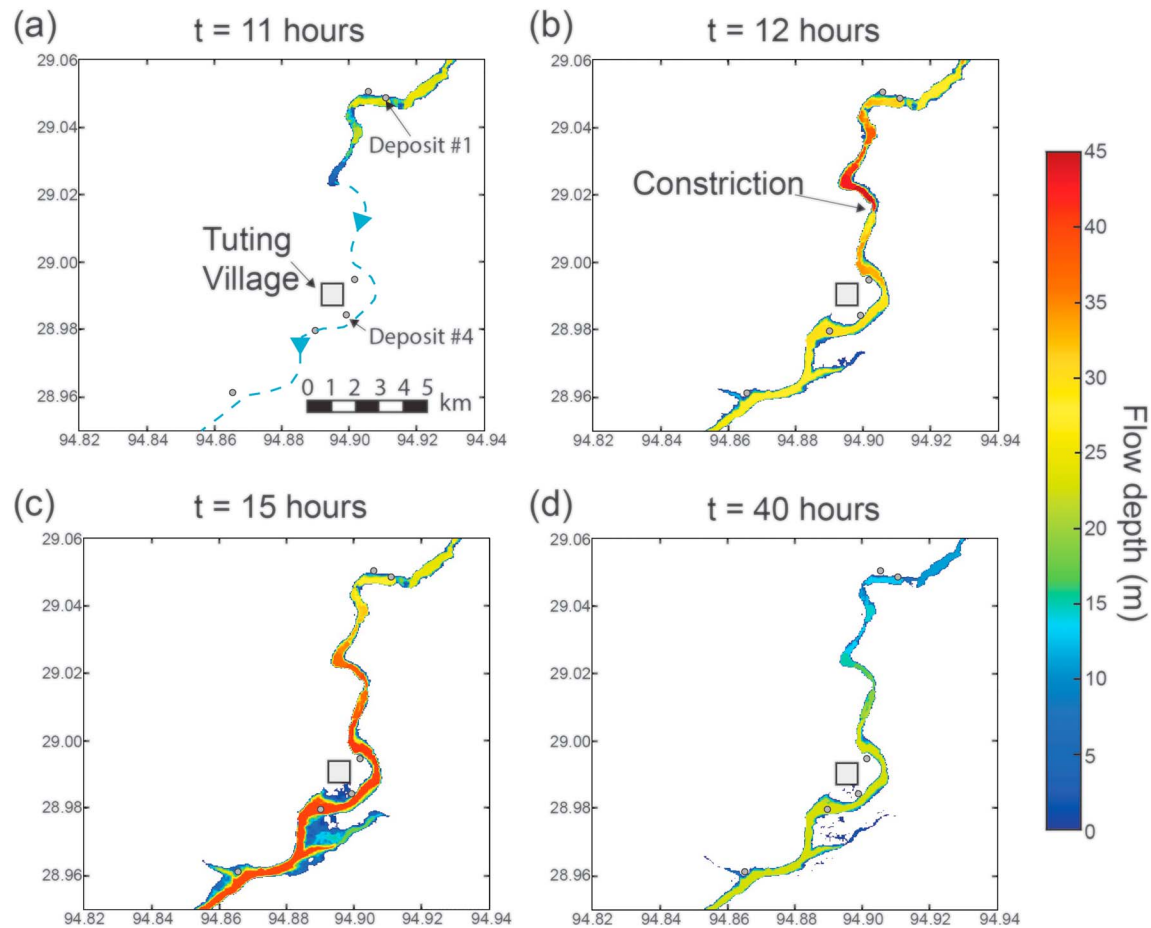 (a)
t = 11 hours
29.06
29.04
29.02
29.00
28.98
28.96
Deposit #1
Tuting
Village
Deposit #4
0 1 2 3 4 5
km
94.82 94.84 94.86 94.88 94.90 94.92 94.94
(b)
t = 12 hours
29.06
29.04
29.02
29.00
28.98
28.96
Constriction
94.82 94.84 94.86 94.88 94.90 94.92 94.94
(c)
t = 15 hours
29.06
29.04
29.02
29.00
28.98
28.96
94.82 94.84 94.86 94.88 94.90 94.92 94.94
(d)
t = 40 hours
29.06
29.04
29.02
29.00
28.98
28.96
94.82 94.84 94.86 94.88 94.90 94.92 94.94
45
40
35
30
25
20
15
10
5
0
Flow depth (m)